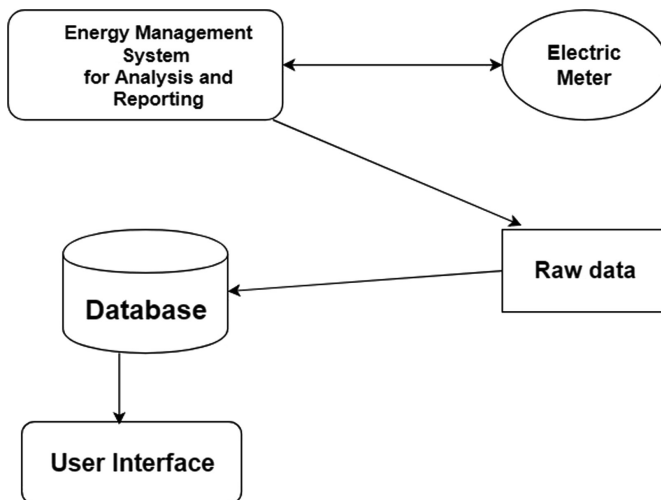 Energy Management
System
for Analysis and
Reporting
Electric
Meter
Raw data
Database
User Interface